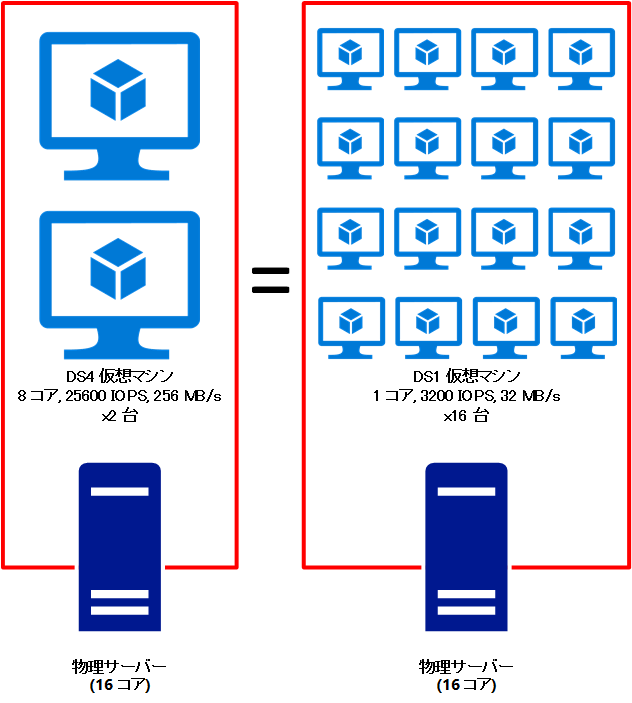 DS4 仮想マシン
8 コア, 25600 IOPS, 256 MB/s
x2 台
=
DS1 仮想マシン
1 コア, 3200 IOPS, 32 MB/s
x16 台
物理サーバー
(16 コア)
物理サーバー
(16 コア)